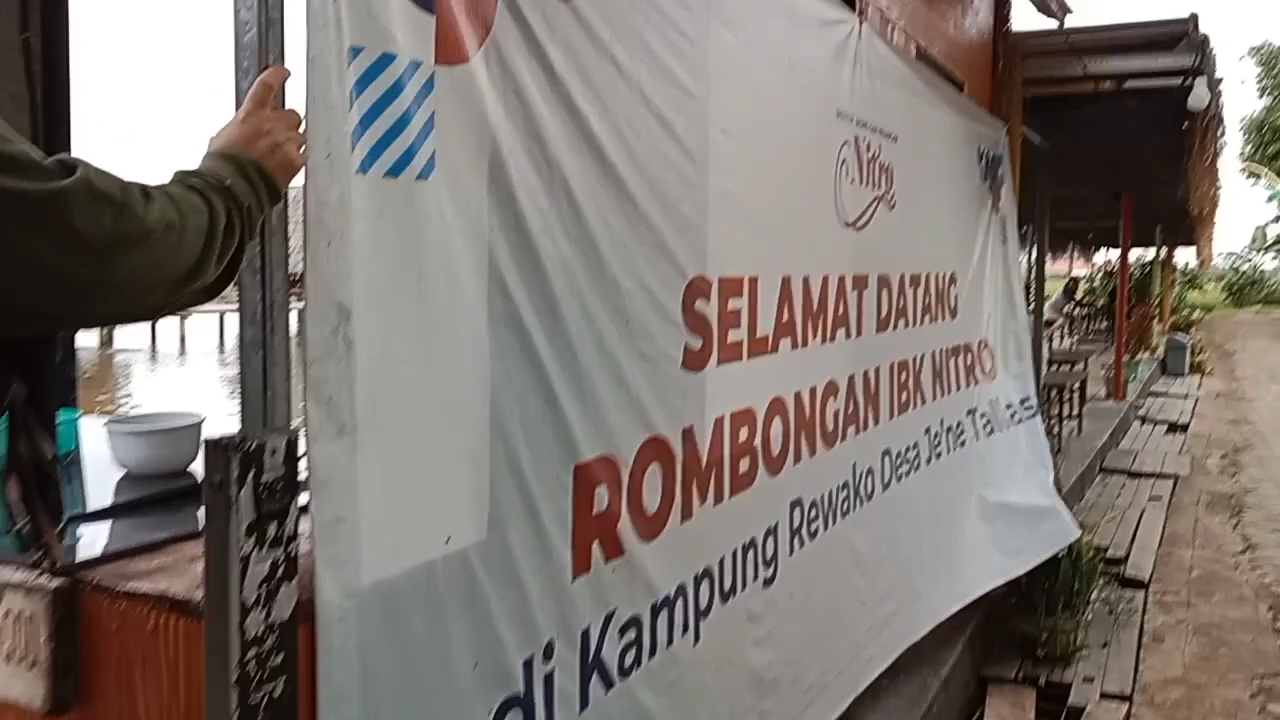 Nitro
SELAMAT DATANG
ROMBONGAN IBK NITRO
di Kampung Rewako Desa Je'ne Tallasa